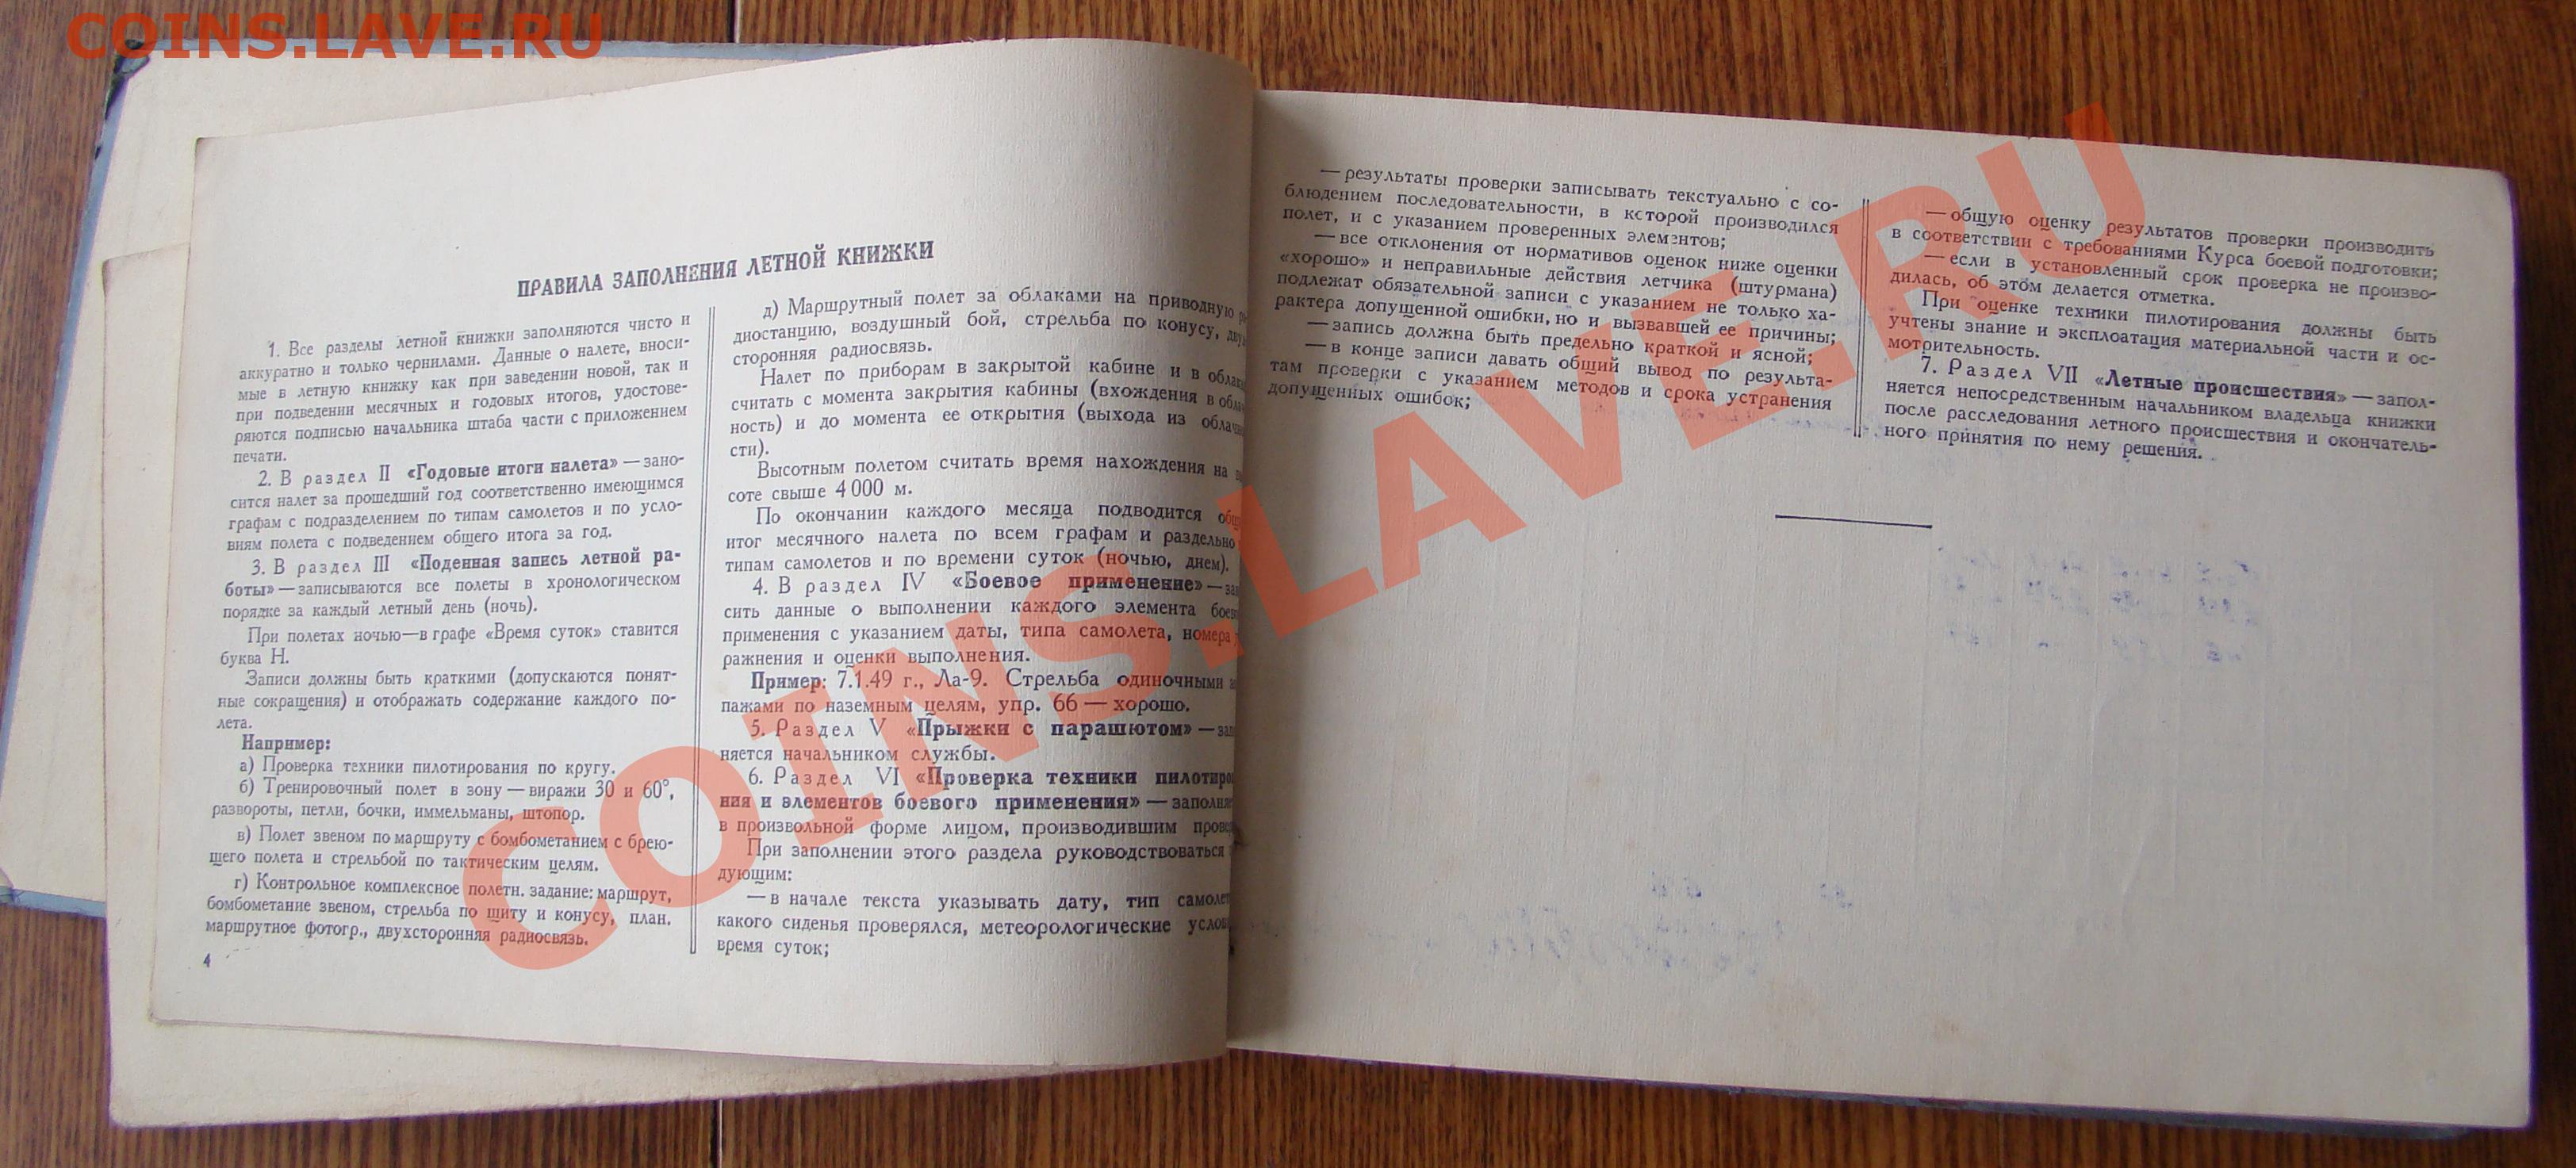 COINS.LAVE.RU
ПРАВИЛА ЗАПОЛНЕНИЯ ЛЕТНОЙ КНИЖКИ
1. Все разделы летной книжки заполняются чисто и
аккуратно и только чернилами. Данные о налете, вноси-
мые в летную книжку как при заведении новой, так и
при подведении месячных и годовых итогов, удостове-
ряются подписью начальника штаба части с приложением
печати.
2. В раздел II «Годовые итоги налета» — зано-
сится налет за прошедший год соответственно имеющимся
графам с подразделением по типам самолетов и по усло-
виям полета с подведением общего итога за год.
3. В раздел III «Поденная запись летной ра-
боты» — записываются все полеты в хронологическом
порядке за каждый летный день (ночь).
При полетах ночью — в графе «Время суток» ставится
буква Н.
Записи должны быть краткими (допускаются понят-
ные сокращения) и отображать содержание каждого по-
лета.
Например:
а) Проверка техники пилотирования по кругу.
б) Тренировочный полет в зону — виражи 30 и 60°,
развороты, петли, бочки, иммельманы, штопор.
в) Полет звеном по маршруту с бомбометанием с брею-
щего полета и стрельбой по тактическим целям.
г) Контрольное комплексное полетн. задание: маршрут,
бомбометание звеном, стрельба по щиту и конусу, план.
маршрутное фотогр., двухсторонняя радиосвязь.
4
д) Маршрутный полет за облаками на приводную
диостанцию, воздушный бой, стрельба по конусу,
сторонняя радиосвязь.
Налет по приборам в закрытой кабине и в
считать с момента закрытия кабины (вхождения в
ность) и до момента ее открытия (выхода из
сти).
Высотным полетом считать время нахождения на
соте свыше 4 000 м.
По окончании каждого месяца подводится
итог месячного налета по всем графам и раздельно
типам самолетов и по времени суток (ночью, днем).
4. В раздел IV «Боевое применение» —
сить данные о выполнении каждого элемента
применения с указанием даты, типа самолета, номера
ражнения и оценки выполнения.
Пример: 7.1.49 г., Ла-9. Стрельба одиночными
пажами по наземным целям, упр. 66 — хорошо.
5. Раздел V «Прыжки с парашютом» —
няется начальником службы.
6. Раздел VI «Проверка техники
ния и элементов боевого применения» —
в произвольной форме лицом, производившим
При заполнении этого раздела руководствоваться
дующим:
— в начале текста указывать дату, тип
какого сиденья проверялся, метеорологические
время суток;
— результаты проверки записывать текстуально с со-
блюдением последовательности, в которой производился
полет, и с указанием проверенных элементов;
— все отклонения от нормативов оценок ниже оценки
«хорошо» и неправильные действия летчика (штурмана)
подлежат обязательной записи с указанием не только ха-
рактера допущенной ошибки, но и вызвавшей ее причины;
— запись должна быть предельно краткой и ясной;
— в конце записи давать общий вывод по результа-
там проверки с указанием методов и срока устранения
допущенных ошибок;
— общую оценку результатов проверки производить
в соответствии с требованиями Курса боевой подготовки;
— если в установленный срок проверка не произво-
дилась, об этом делается отметка.
При оценке техники пилотирования должны быть
учтены знание и эксплоатация материальной части и ос-
мотрительность.
7. Раздел VII «Летные происшествия» — запол-
няется непосредственным начальником владельца книжки
после расследования летного происшествия и окончатель-
ного принятия по нему решения.
COINS.LAVE.RU